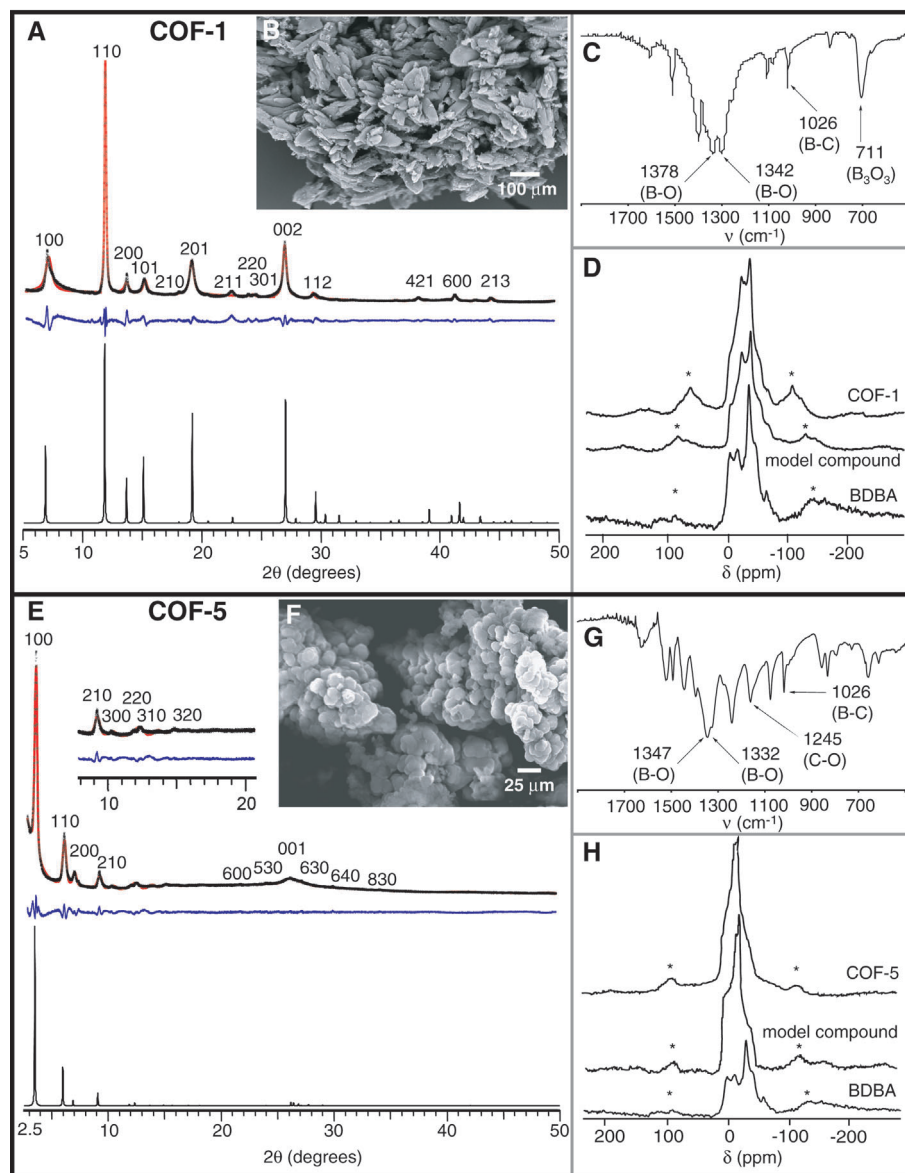 A COF-1
110
100
200
101
210
201
211
220
301
002
112
421 600 213
5 10 20 30 40 50
2θ (degrees)
B
100 μm
C
1378
(B-O)
1342
(B-O)
1026
(B-C)
711
(B₃O₃)
1700 1500 1300 1100 900 700
ν (cm⁻¹)
D
* *
COF-1
* *
model compound
BDBA
* *
200 100 0 -100 -200
δ (ppm)
E COF-5
100
210
300
220
310
320
10 20
110
200
210
600
530
001
630
640
830
2.5 10 20 30 40 50
2θ (degrees)
F
25 μm
G
1347
(B-O)
1332
(B-O)
1245
(C-O)
1026
(B-C)
1700 1500 1300 1100 900 700
ν (cm⁻¹)
H
* *
COF-5
model compound
* *
BDBA
* *
200 100 0 -100 -200
δ (ppm)